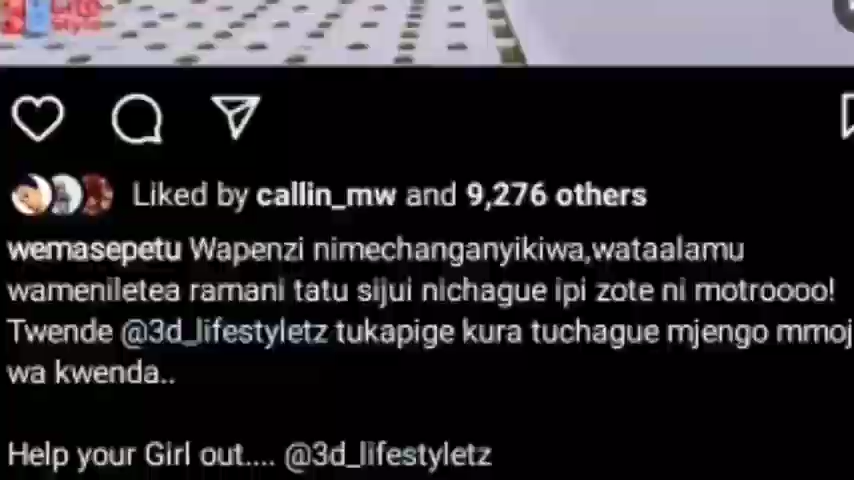 Liked by callin_mw and 9,276 others
wemasepetu Wapenzi nimechanganyikiwa,wataalamu
wameniletea ramani tatu sijui nichague ipi zote ni motroooo!
Twende @3d_lifestyletz tukapige kura tuchague mjengo mmoj
wa kwenda..
Help your Girl out.... @3d_lifestyletz